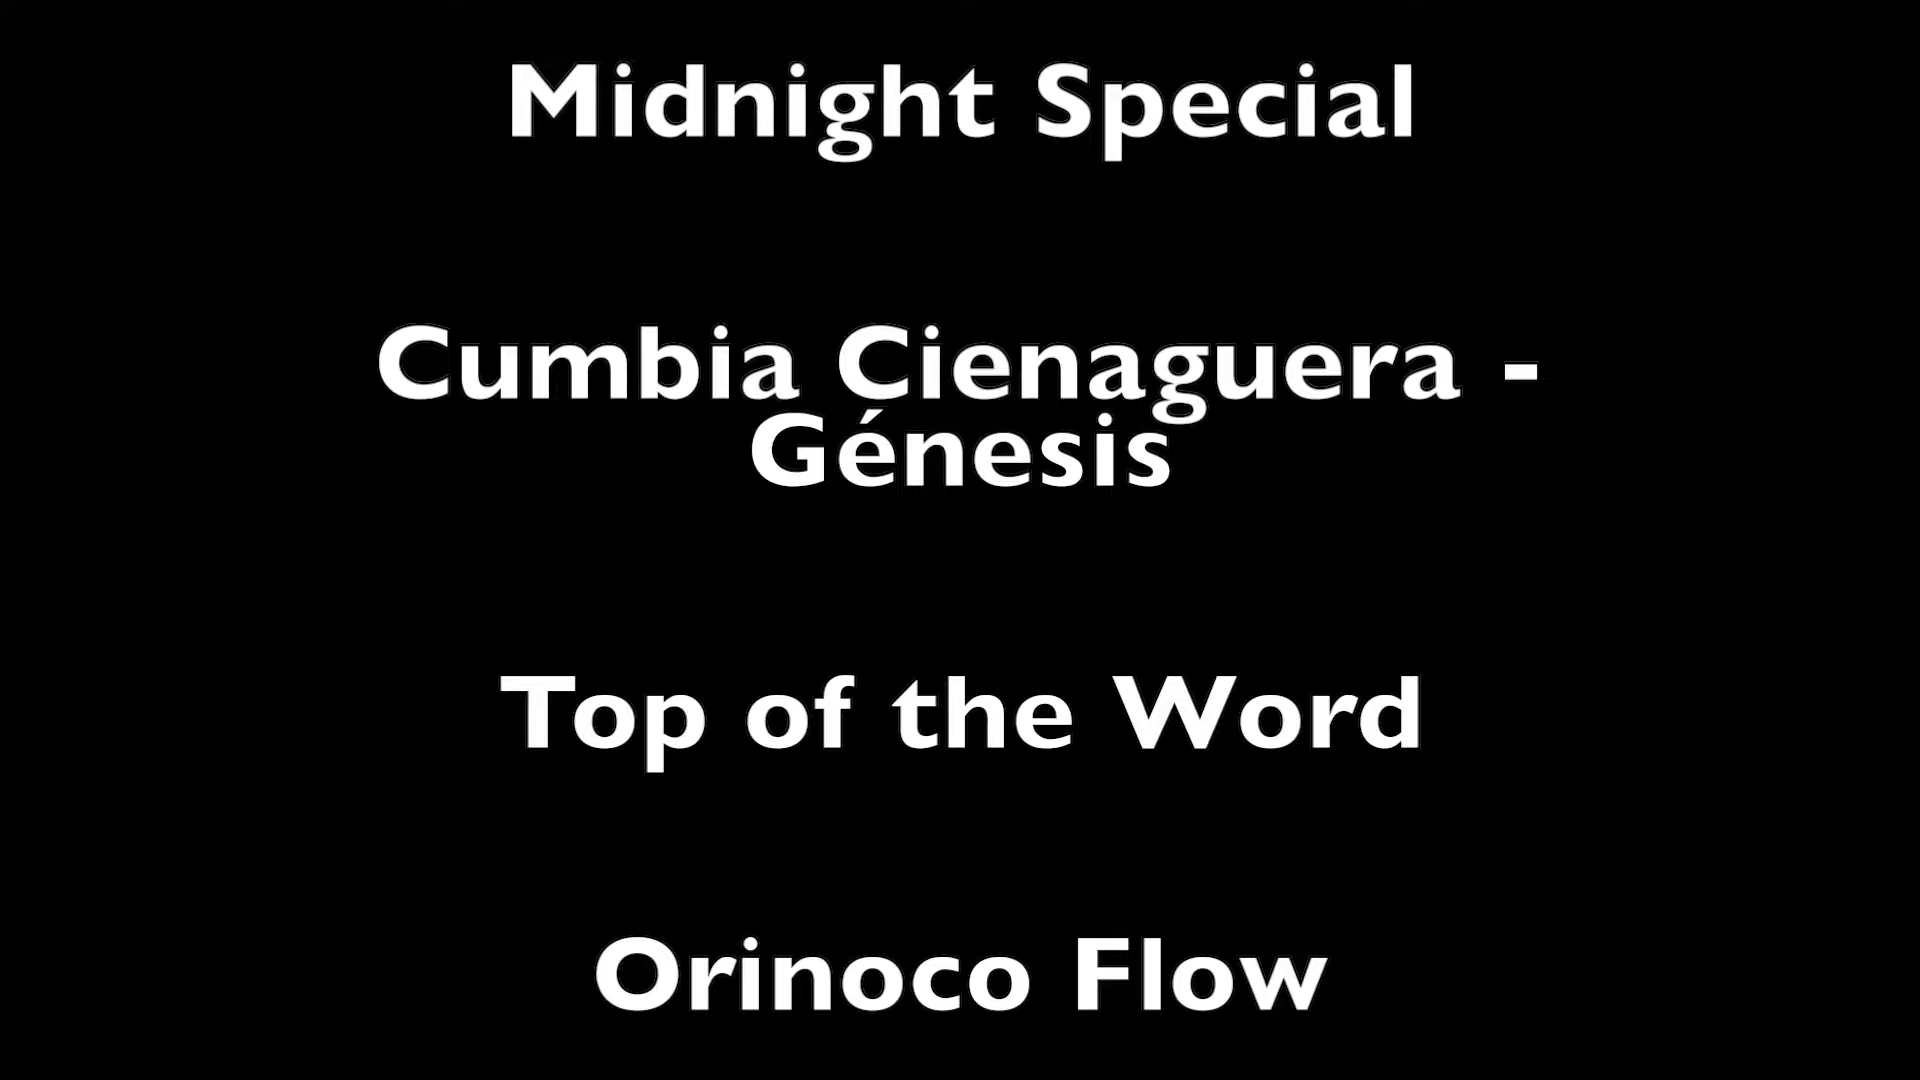 Midnight Special
Cumbia Cienaguera -
Génesis
Top of the Word
Orinoco Flow